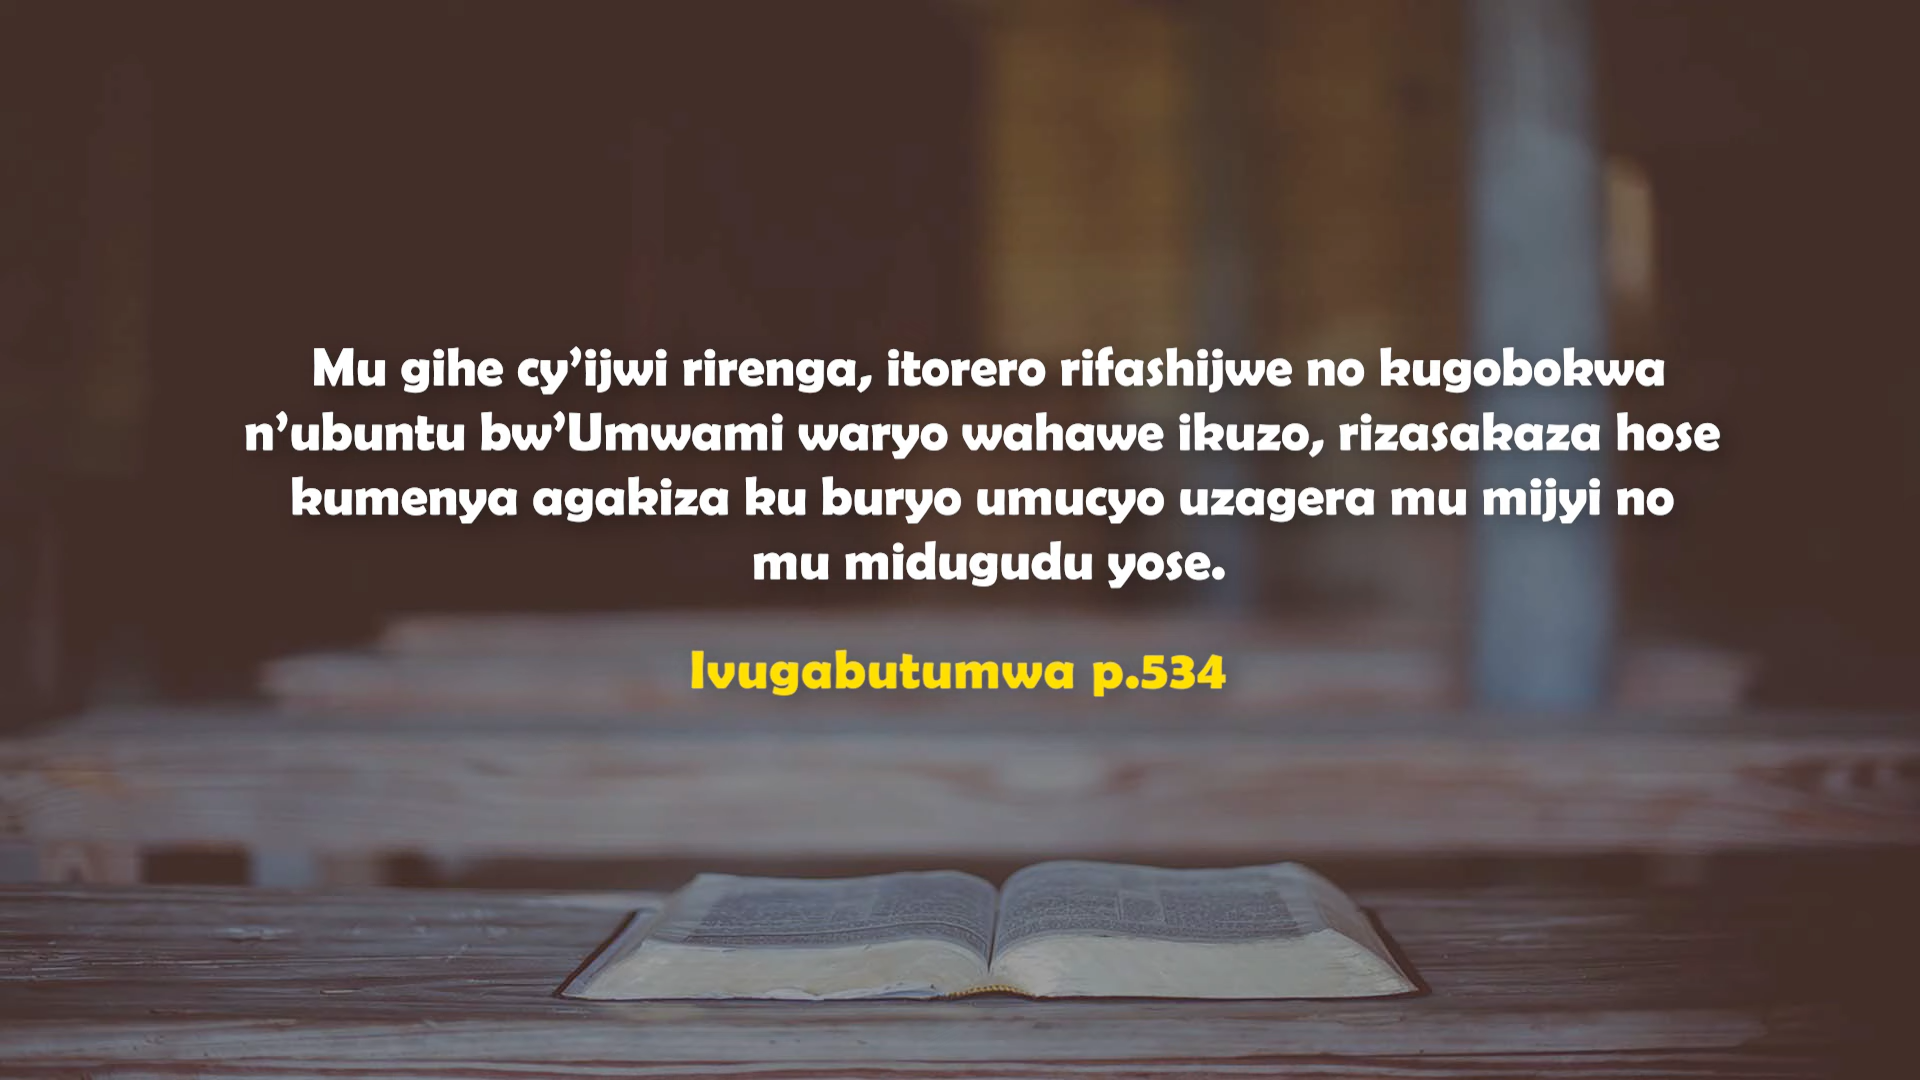 Mu gihe cy’ijwi rirenga, itorero rifashijwe no kugobokwa
n’ubuntu bw’Umwami waryo wahawe ikuzo, rizasakaza hose
kumenya agakiza ku buryo umucyo uzagera mu mijyi no
mu midugudu yose.
Ivugabutumwa p.534